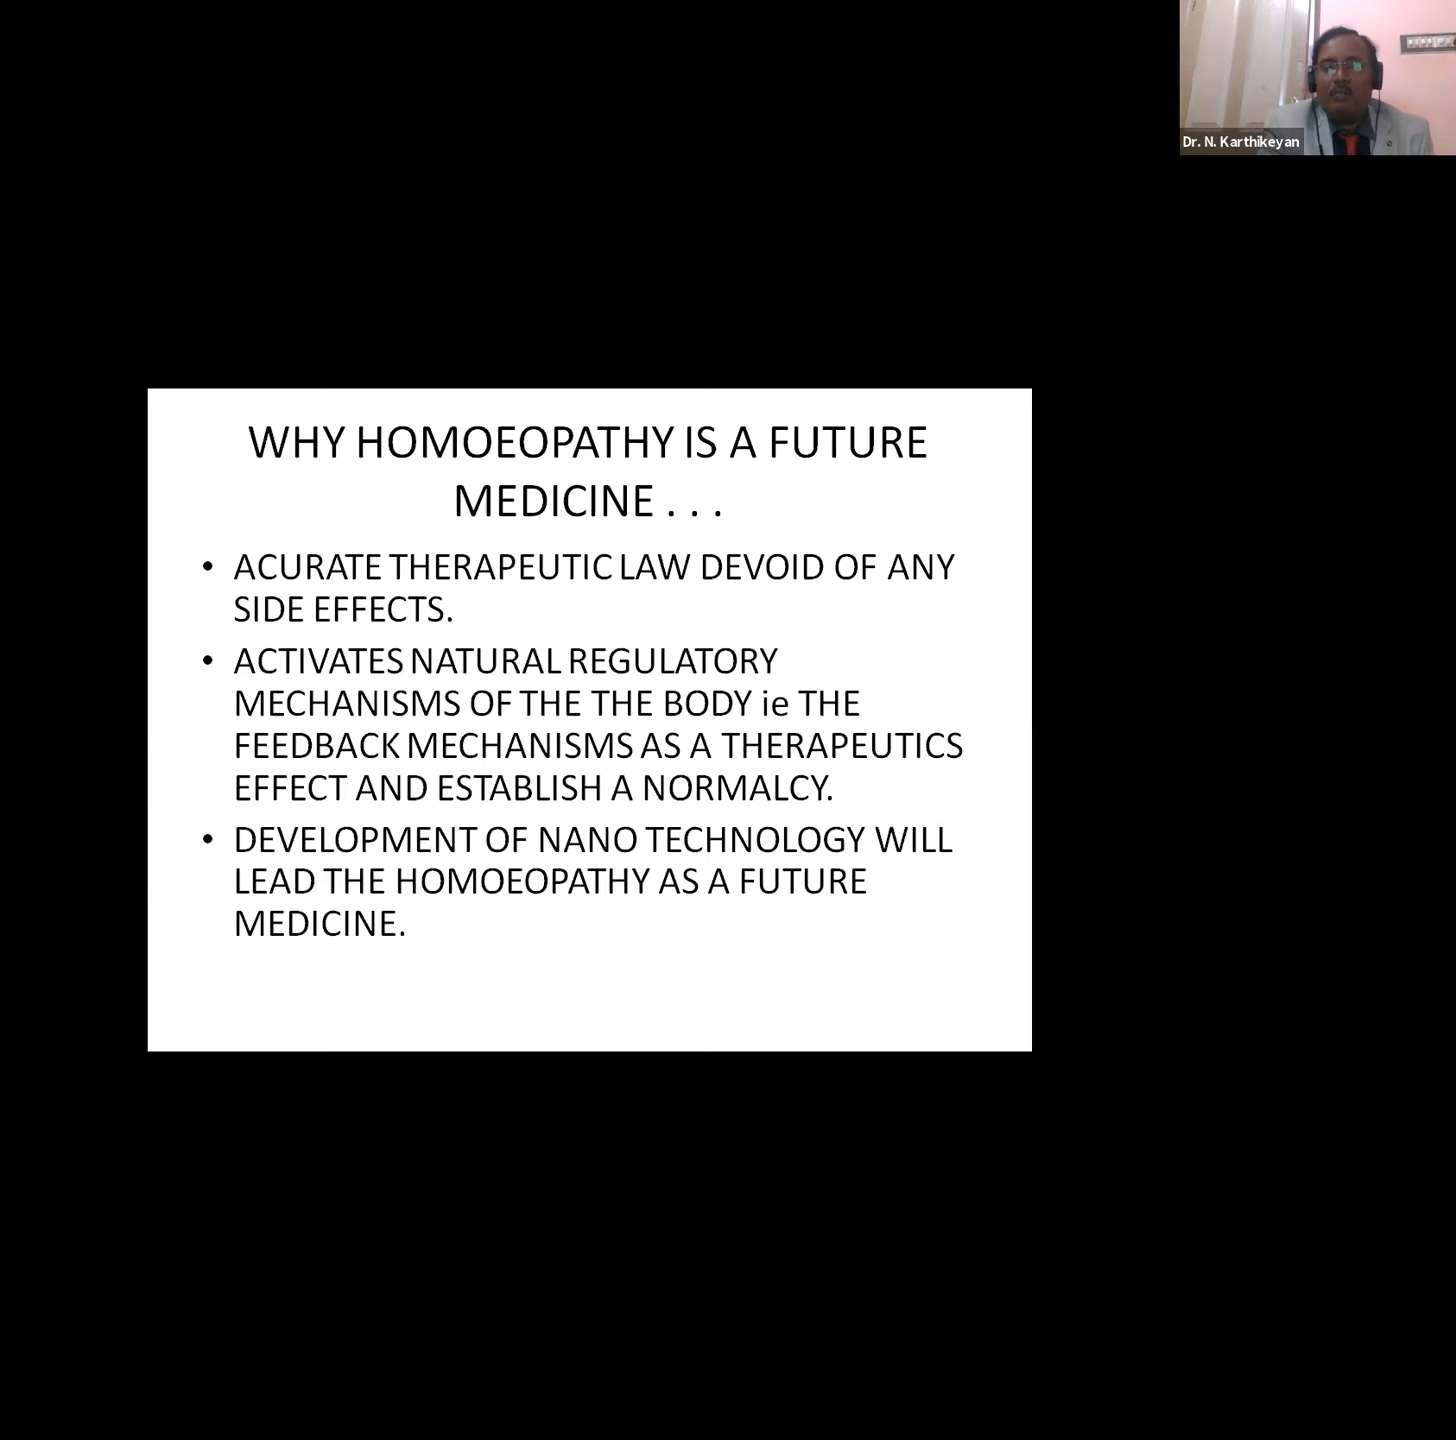 Dr. N. Karthikeyan
WHY HOMOEOPATHY IS A FUTURE
MEDICINE . . .
• ACURATE THERAPEUTIC LAW DEVOID OF ANY
SIDE EFFECTS.
• ACTIVATES NATURAL REGULATORY
MECHANISMS OF THE THE BODY ie THE
FEEDBACK MECHANISMS AS A THERAPEUTICS
EFFECT AND ESTABLISH A NORMALCY.
• DEVELOPMENT OF NANO TECHNOLOGY WILL
LEAD THE HOMOEOPATHY AS A FUTURE
MEDICINE.